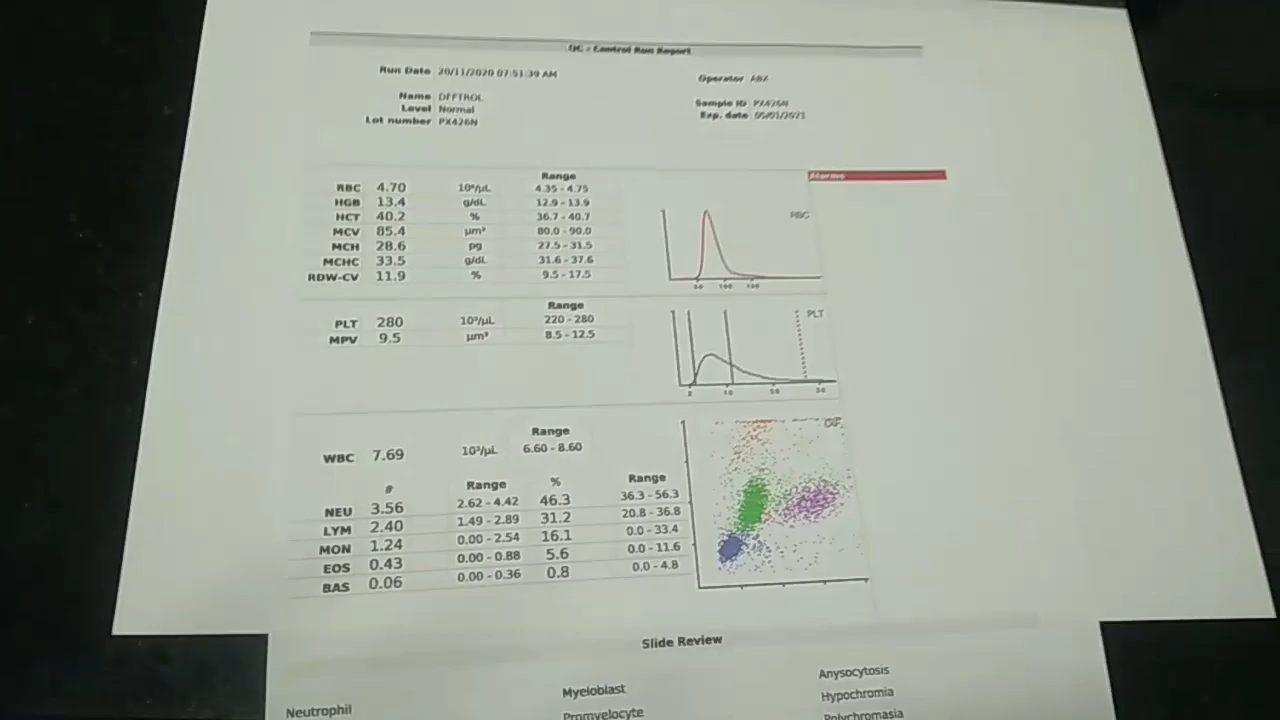 QC - Control Run Report
Run Date 20/11/2020 07:51:39 AM
Operator ABX
Name DIFFTROL
Level Normal
Lot number PX426N
Sample ID PX426N
Exp. date
Alarms
Range
RBC 4.70 10⁶/µL 4.35 - 4.75
HGB 13.4 g/dL 12.9 - 13.9
HCT 40.2 % 36.7 - 40.7
MCV 85.4 µm³ 80.0 - 90.0
MCH 28.6 pg 27.5 - 31.5
MCHC 33.5 g/dL 31.6 - 37.6
RDW-CV 11.9 % 9.5 - 17.5
RBC
50 100 150
Range
PLT 280 10³/µL 220 - 280
MPV 9.5 µm³ 8.5 - 12.5
PLT
2 10 20 30
Range
WBC 7.69 10³/µL 6.60 - 8.60
# Range % Range
NEU 3.56 2.62 - 4.42 46.3 36.3 - 56.3
LYM 2.40 1.49 - 2.89 31.2 20.8 - 36.8
MON 1.24 0.00 - 2.54 16.1 0.0 - 33.4
EOS 0.43 0.00 - 0.88 5.6 0.0 - 11.6
BAS 0.06 0.00 - 0.36 0.8 0.0 - 4.8
Slide Review
Neutrophil
Myeloblast
Promyelocyte
Anysocytosis
Hypochromia
Polychromasia